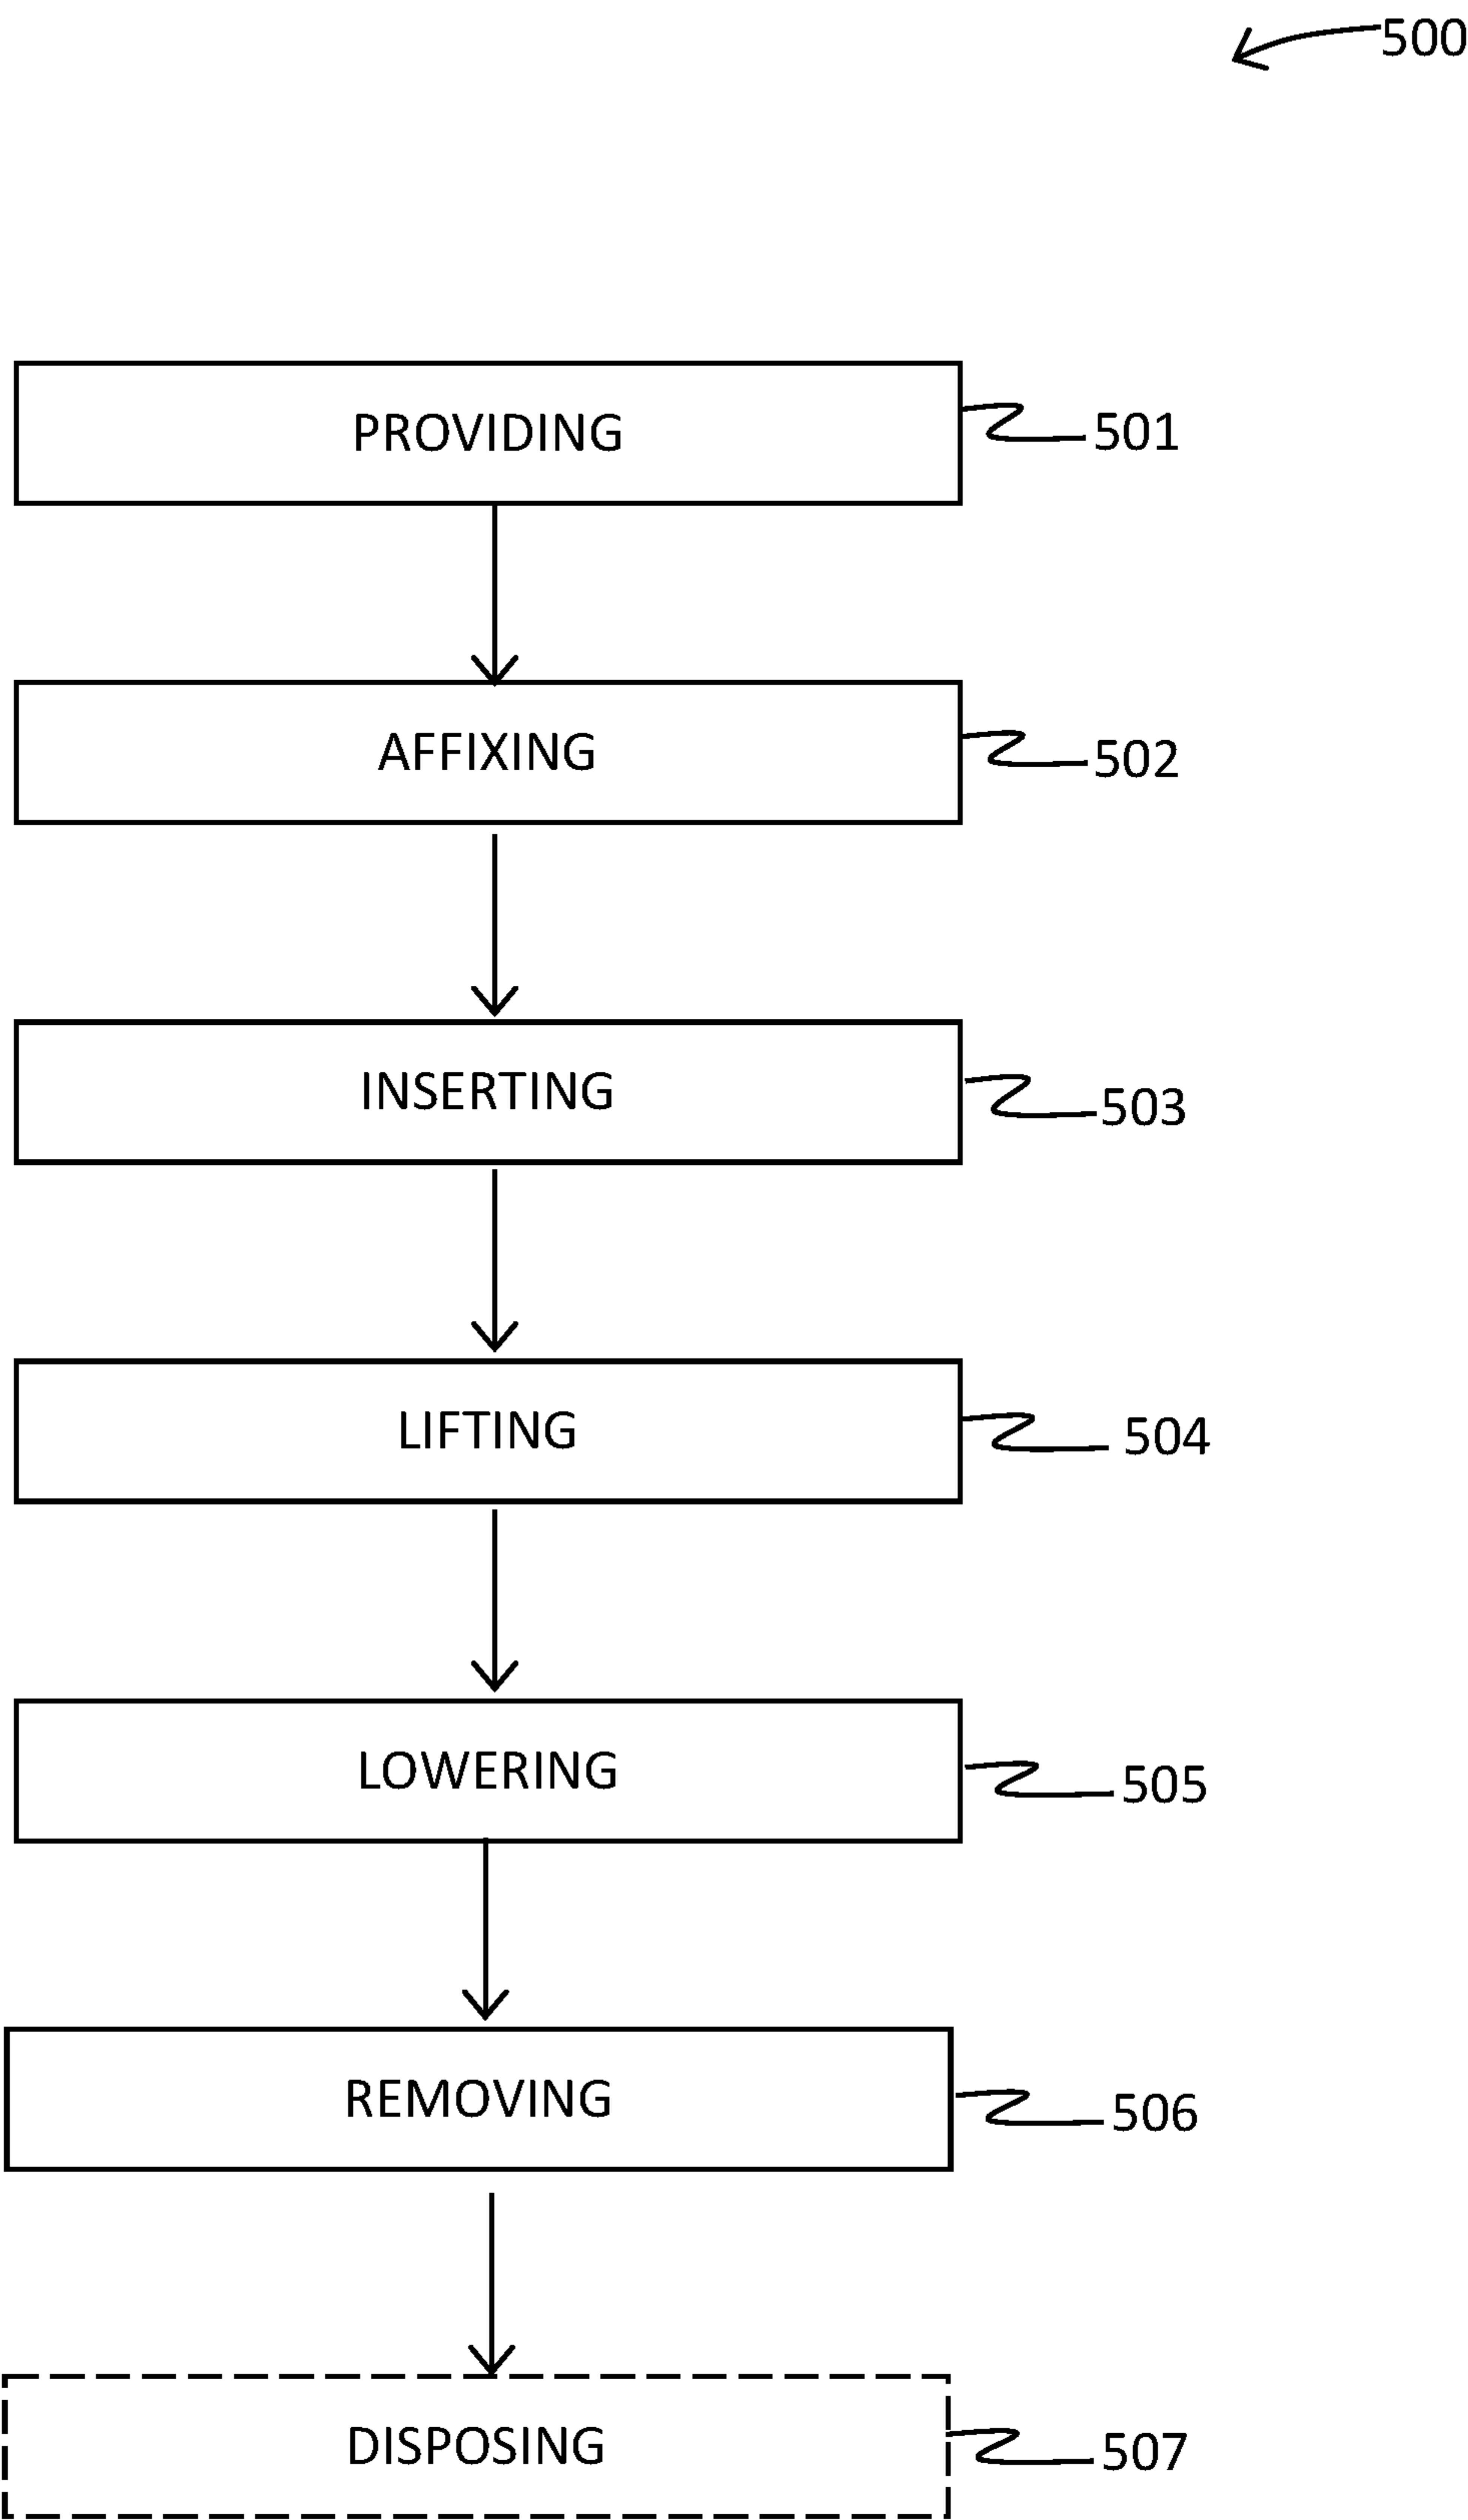 500
PROVIDING
501
AFFIXING
502
INSERTING
503
LIFTING
504
LOWERING
505
REMOVING
506
DISPOSING
507